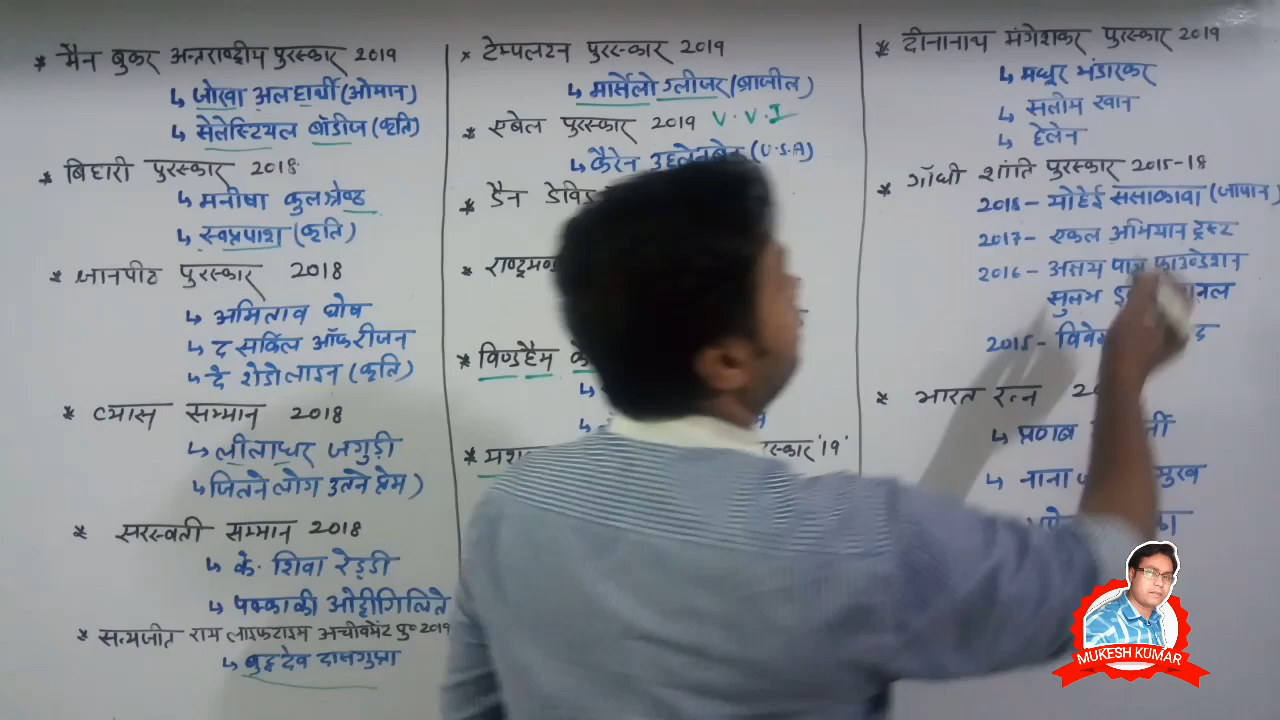 * मैन बुकर अन्तराष्ट्रीय पुरस्कार 2019
↳ जोखा अलहार्थी (ओमान)
↳ सेलेस्टियल बॉडीज (कृति)
* बिहारी पुरस्कार 2018
↳ मनीषा कुलश्रेष्ठ
↳ स्वप्नपाश (कृति)
* ज्ञानपीठ पुरस्कार 2018
↳ अमिताव घोष
↳ द सर्किल ऑफ रीजन
↳ द शैडो लाइन (कृति)
* व्यास सम्मान 2018
↳ लीलाधर जगुड़ी
↳ जितने लोग उतने प्रेम)
* सरस्वती सम्मान 2018
↳ के. शिवा रेड्डी
↳ पक्काकी ओट्टीगिलिते
* सत्यजीत राय लाइफटाइम अचीवमेंट पु० 2019
↳ बुद्धदेव दासगुप्ता
* टेम्पलटन पुरस्कार 2019
↳ मार्सेलो ग्लीजर (ब्राजील)
* एबेल पुरस्कार 2019 V.V.I
↳ कैरेन उहलेनबेक (U.S.A)
* डैन डेविड
* राष्ट्रमण्ड
* विण्डहैम के
* मश
रस्कार '19'
* दीनानाथ मंगेशकर पुरस्कार 2019
↳ मधूर भंडारकर
↳ सलीम खान
↳ हेलेन
* गाँधी शांति पुरस्कार 2015-18
2018 - योहेई ससाकावा (जापान)
2017 - एकल अभियान ट्रस्ट
2016 - अक्षय पात्र फाउण्डेशन
सुलभ
2015 - विवे
* भारत रत्न
↳ प्रणब
↳ नाना
MUKESH KUMAR